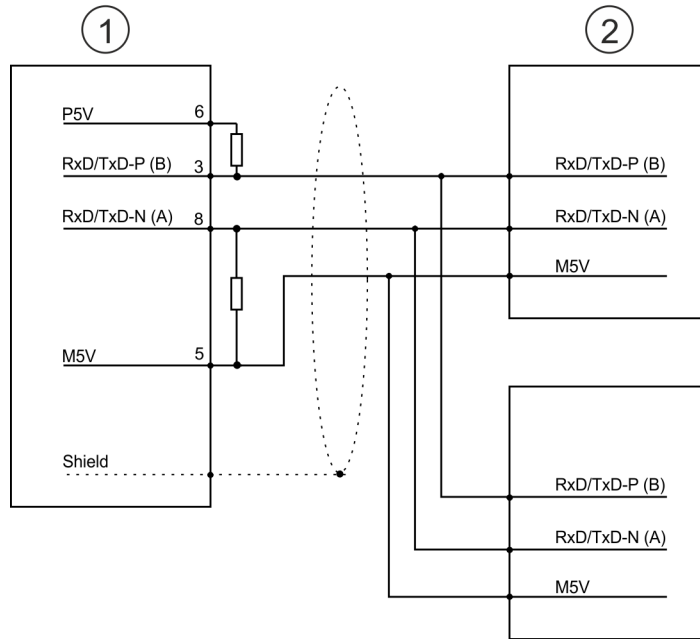 1
2
P5V 6
RxD/TxD-P (B) 3
RxD/TxD-N (A) 8
M5V 5
Shield
RxD/TxD-P (B)
RxD/TxD-N (A)
M5V
RxD/TxD-P (B)
RxD/TxD-N (A)
M5V